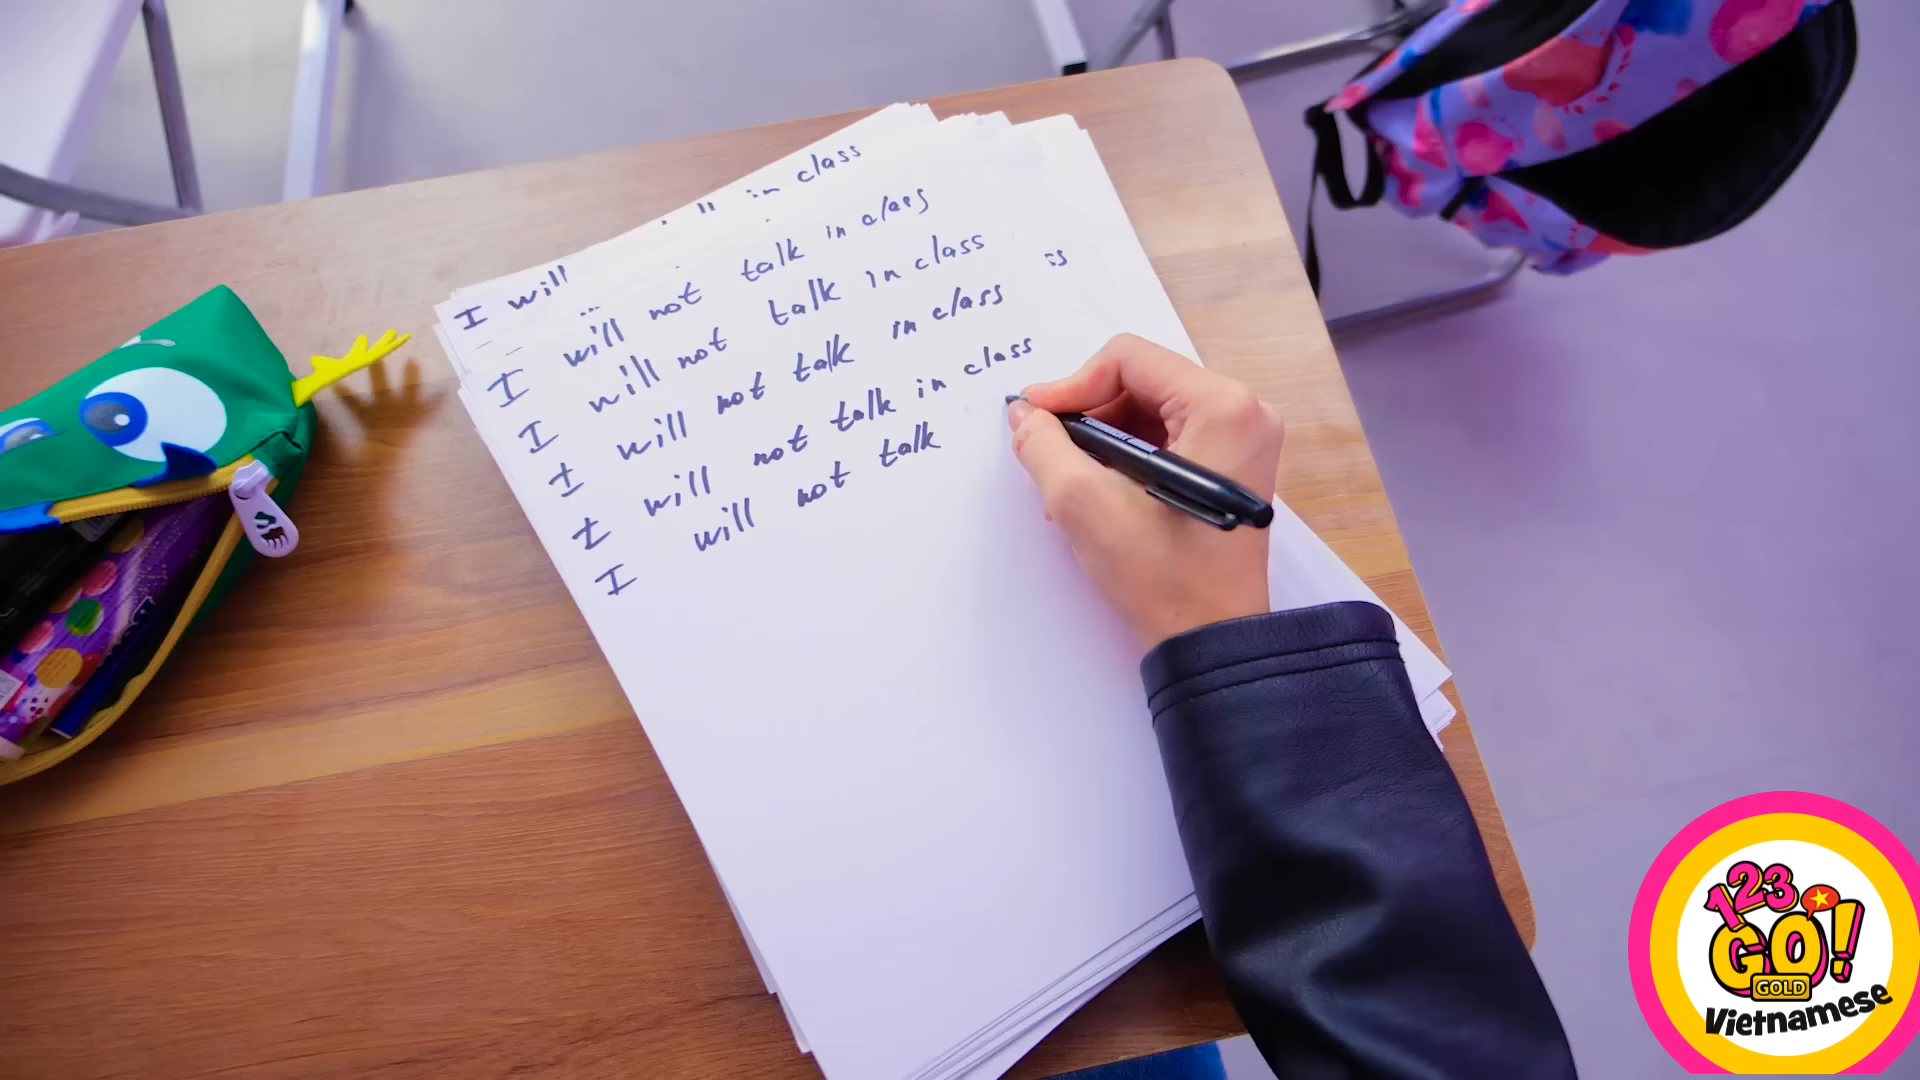 I will in class
will not talk in class
I will not talk in class
I will not talk in class
I will not talk in class
I will not talk
123
GO!
GOLD
Vietnamese